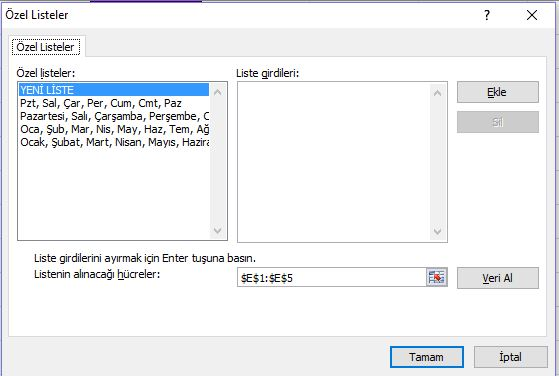 Özel Listeler
? X
Özel Listeler
Özel listeler:
Liste girdileri:
YENİ LİSTE
Pzt, Sal, Çar, Per, Cum, Cmt, Paz
Pazartesi, Salı, Çarşamba, Perşembe, C
Oca, Şub, Mar, Nis, May, Haz, Tem, Ağ
Ocak, Şubat, Mart, Nisan, Mayıs, Hazira
Ekle
Sil
Liste girdilerini ayırmak için Enter tuşuna basın.
Listenin alınacağı hücreler:
$E$1:$E$5
Veri Al
Tamam
İptal